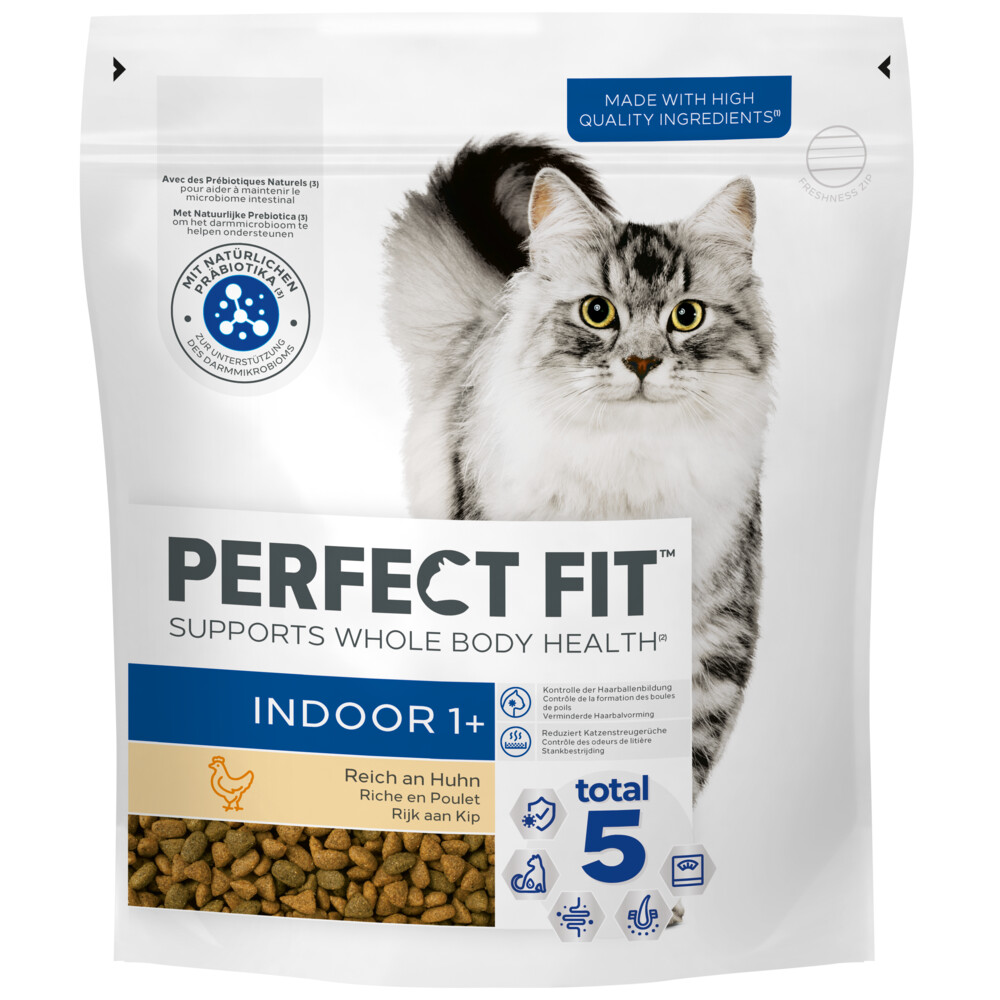 MADE WITH HIGH
QUALITY INGREDIENTS(1)
FRESHNESS ZIP
Avec des Prébiotiques Naturels (3)
pour aider à maintenir le
microbiome intestinal
Met Natuurlijke Prebiotica (3)
om het darmmicrobioom te
helpen ondersteunen
MIT NATÜRLICHEN
PRÄBIOTIKA (3)
ZUR UNTERSTÜTZUNG
DES DARMMIKROBIOMS
PERFECT FIT™
SUPPORTS WHOLE BODY HEALTH(2)
INDOOR 1+
Kontrolle der Haarballenbildung
Contrôle de la formation des boules
de poils
Verminderde Haarbalvorming
Reduziert Katzenstreugerüche
Contrôle des odeurs de litière
Stankbestrijding
Reich an Huhn
Riche en Poulet
Rijk aan Kip
total
5